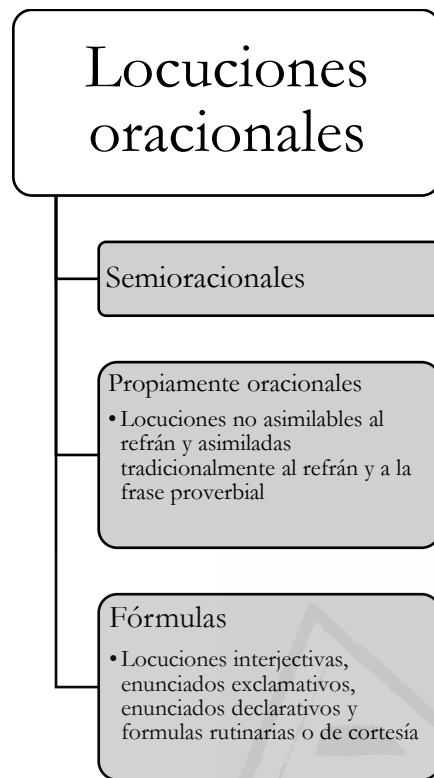 Locuciones
oracionales
Semioracionales
Propiamente oracionales
• Locuciones no asimilables al
refrán y asimiladas
tradicionalmente al refrán y a la
frase proverbial
Fórmulas
• Locuciones interjectivas,
enunciados exclamativos,
enunciados declarativos y
formulas rutinarias o de cortesía